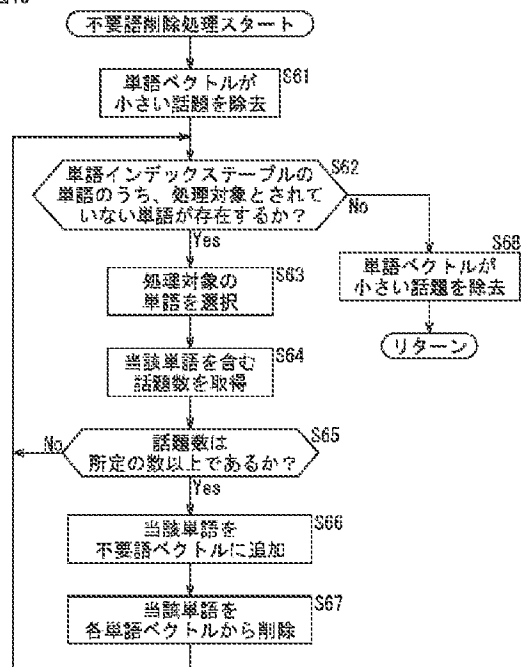 不要語削除処理スタート
S61
単語ベクトルが
小さい話題を除去
S62
単語インデックステーブルの
単語のうち、処理対象とされて
いない単語が存在するか？
No
Yes
S63
処理対象の
単語を選択
S68
単語ベクトルが
小さい話題を除去
リターン
S64
当該単語を含む
話題数を取得
S65
話題数は
所定の数以上であるか？
No
Yes
S66
当該単語を
不要語ベクトルに追加
S67
当該単語を
各単語ベクトルから削除